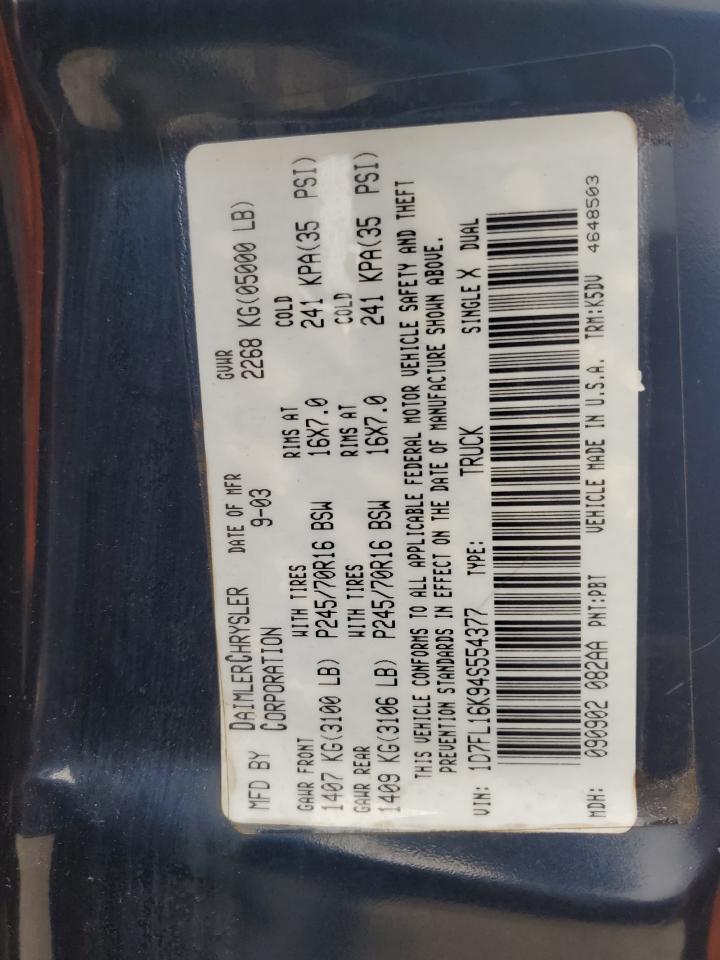 MFD BY DAIMLERCHRYSLER CORPORATION
DATE OF MFR 9-03
GVWR 2268 KG(05000 LB)
GAWR FRONT WITH TIRES RIMS AT COLD
1407 KG(3100 LB) P245/70R16 BSW 16X7.0 241 KPA(35 PSI)
GAWR REAR WITH TIRES RIMS AT COLD
1409 KG(3106 LB) P245/70R16 BSW 16X7.0 241 KPA(35 PSI)
THIS VEHICLE CONFORMS TO ALL APPLICABLE FEDERAL MOTOR VEHICLE SAFETY AND THEFT
PREVENTION STANDARDS IN EFFECT ON THE DATE OF MANUFACTURE SHOWN ABOVE.
VIN: 1D7FL16K94S554377 TYPE: TRUCK SINGLE X DUAL
MDH: 090902 082AA PNT:PBT VEHICLE MADE IN U.S.A. TRM:K5DV 4648503